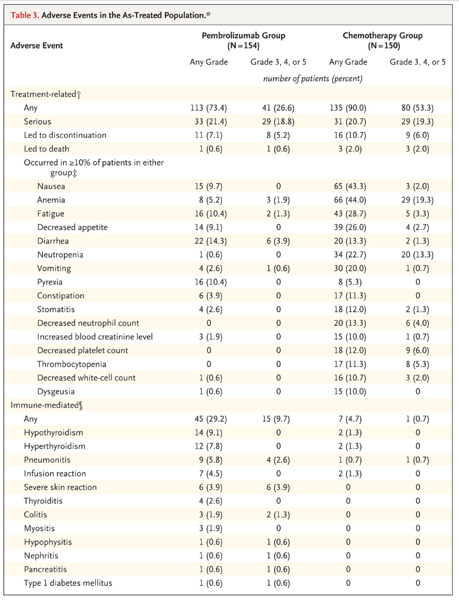 Table 3. Adverse Events in the As-Treated Population.*
Adverse Event Pembrolizumab Group (N=154) Chemotherapy Group (N=150)
Any Grade Grade 3, 4, or 5 Any Grade Grade 3, 4, or 5
number of patients (percent)
Treatment-related†
Any 113 (73.4) 41 (26.6) 135 (90.0) 80 (53.3)
Serious 33 (21.4) 29 (18.8) 31 (20.7) 29 (19.3)
Led to discontinuation 11 (7.1) 8 (5.2) 16 (10.7) 9 (6.0)
Led to death 1 (0.6) 1 (0.6) 3 (2.0) 3 (2.0)
Occurred in ≥10% of patients in either
group‡
Nausea 15 (9.7) 0 65 (43.3) 3 (2.0)
Anemia 8 (5.2) 3 (1.9) 66 (44.0) 29 (19.3)
Fatigue 16 (10.4) 2 (1.3) 43 (28.7) 5 (3.3)
Decreased appetite 14 (9.1) 0 39 (26.0) 4 (2.7)
Diarrhea 22 (14.3) 6 (3.9) 20 (13.3) 2 (1.3)
Neutropenia 1 (0.6) 0 34 (22.7) 20 (13.3)
Vomiting 4 (2.6) 1 (0.6) 30 (20.0) 1 (0.7)
Pyrexia 16 (10.4) 0 8 (5.3) 0
Constipation 6 (3.9) 0 17 (11.3) 0
Stomatitis 4 (2.6) 0 18 (12.0) 2 (1.3)
Decreased neutrophil count 0 0 20 (13.3) 6 (4.0)
Increased blood creatinine level 3 (1.9) 0 15 (10.0) 1 (0.7)
Decreased platelet count 0 0 18 (12.0) 9 (6.0)
Thrombocytopenia 0 0 17 (11.3) 8 (5.3)
Decreased white-cell count 1 (0.6) 0 16 (10.7) 3 (2.0)
Dysgeusia 1 (0.6) 0 15 (10.0) 0
Immune-mediated¶
Any 45 (29.2) 15 (9.7) 7 (4.7) 1 (0.7)
Hypothyroidism 14 (9.1) 0 2 (1.3) 0
Hyperthyroidism 12 (7.8) 0 2 (1.3) 0
Pneumonitis 9 (5.8) 4 (2.6) 1 (0.7) 1 (0.7)
Infusion reaction 7 (4.5) 0 2 (1.3) 0
Severe skin reaction 6 (3.9) 6 (3.9) 0 0
Thyroiditis 4 (2.6) 0 0 0
Colitis 3 (1.9) 2 (1.3) 0 0
Myositis 3 (1.9) 0 0 0
Hypophysitis 1 (0.6) 1 (0.6) 0 0
Nephritis 1 (0.6) 1 (0.6) 0 0
Pancreatitis 1 (0.6) 1 (0.6) 0 0
Type 1 diabetes mellitus 1 (0.6) 1 (0.6) 0 0